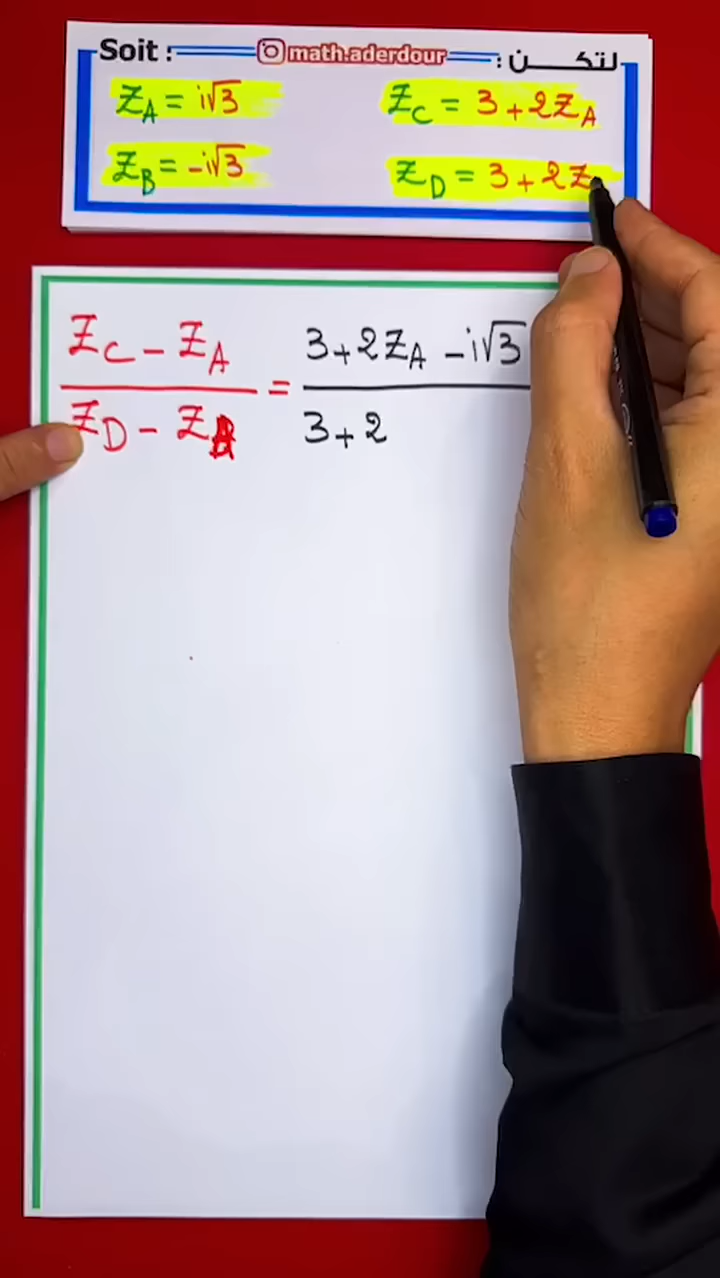 Soit : math.aderdour لتكن :
Z_A = i√3 Z_C = 3 + 2Z_A
Z_B = -i√3 Z_D = 3 + 2Z
Z_C - Z_A / Z_D - Z = 3 + 2Z_A - i√3 / 3 + 2